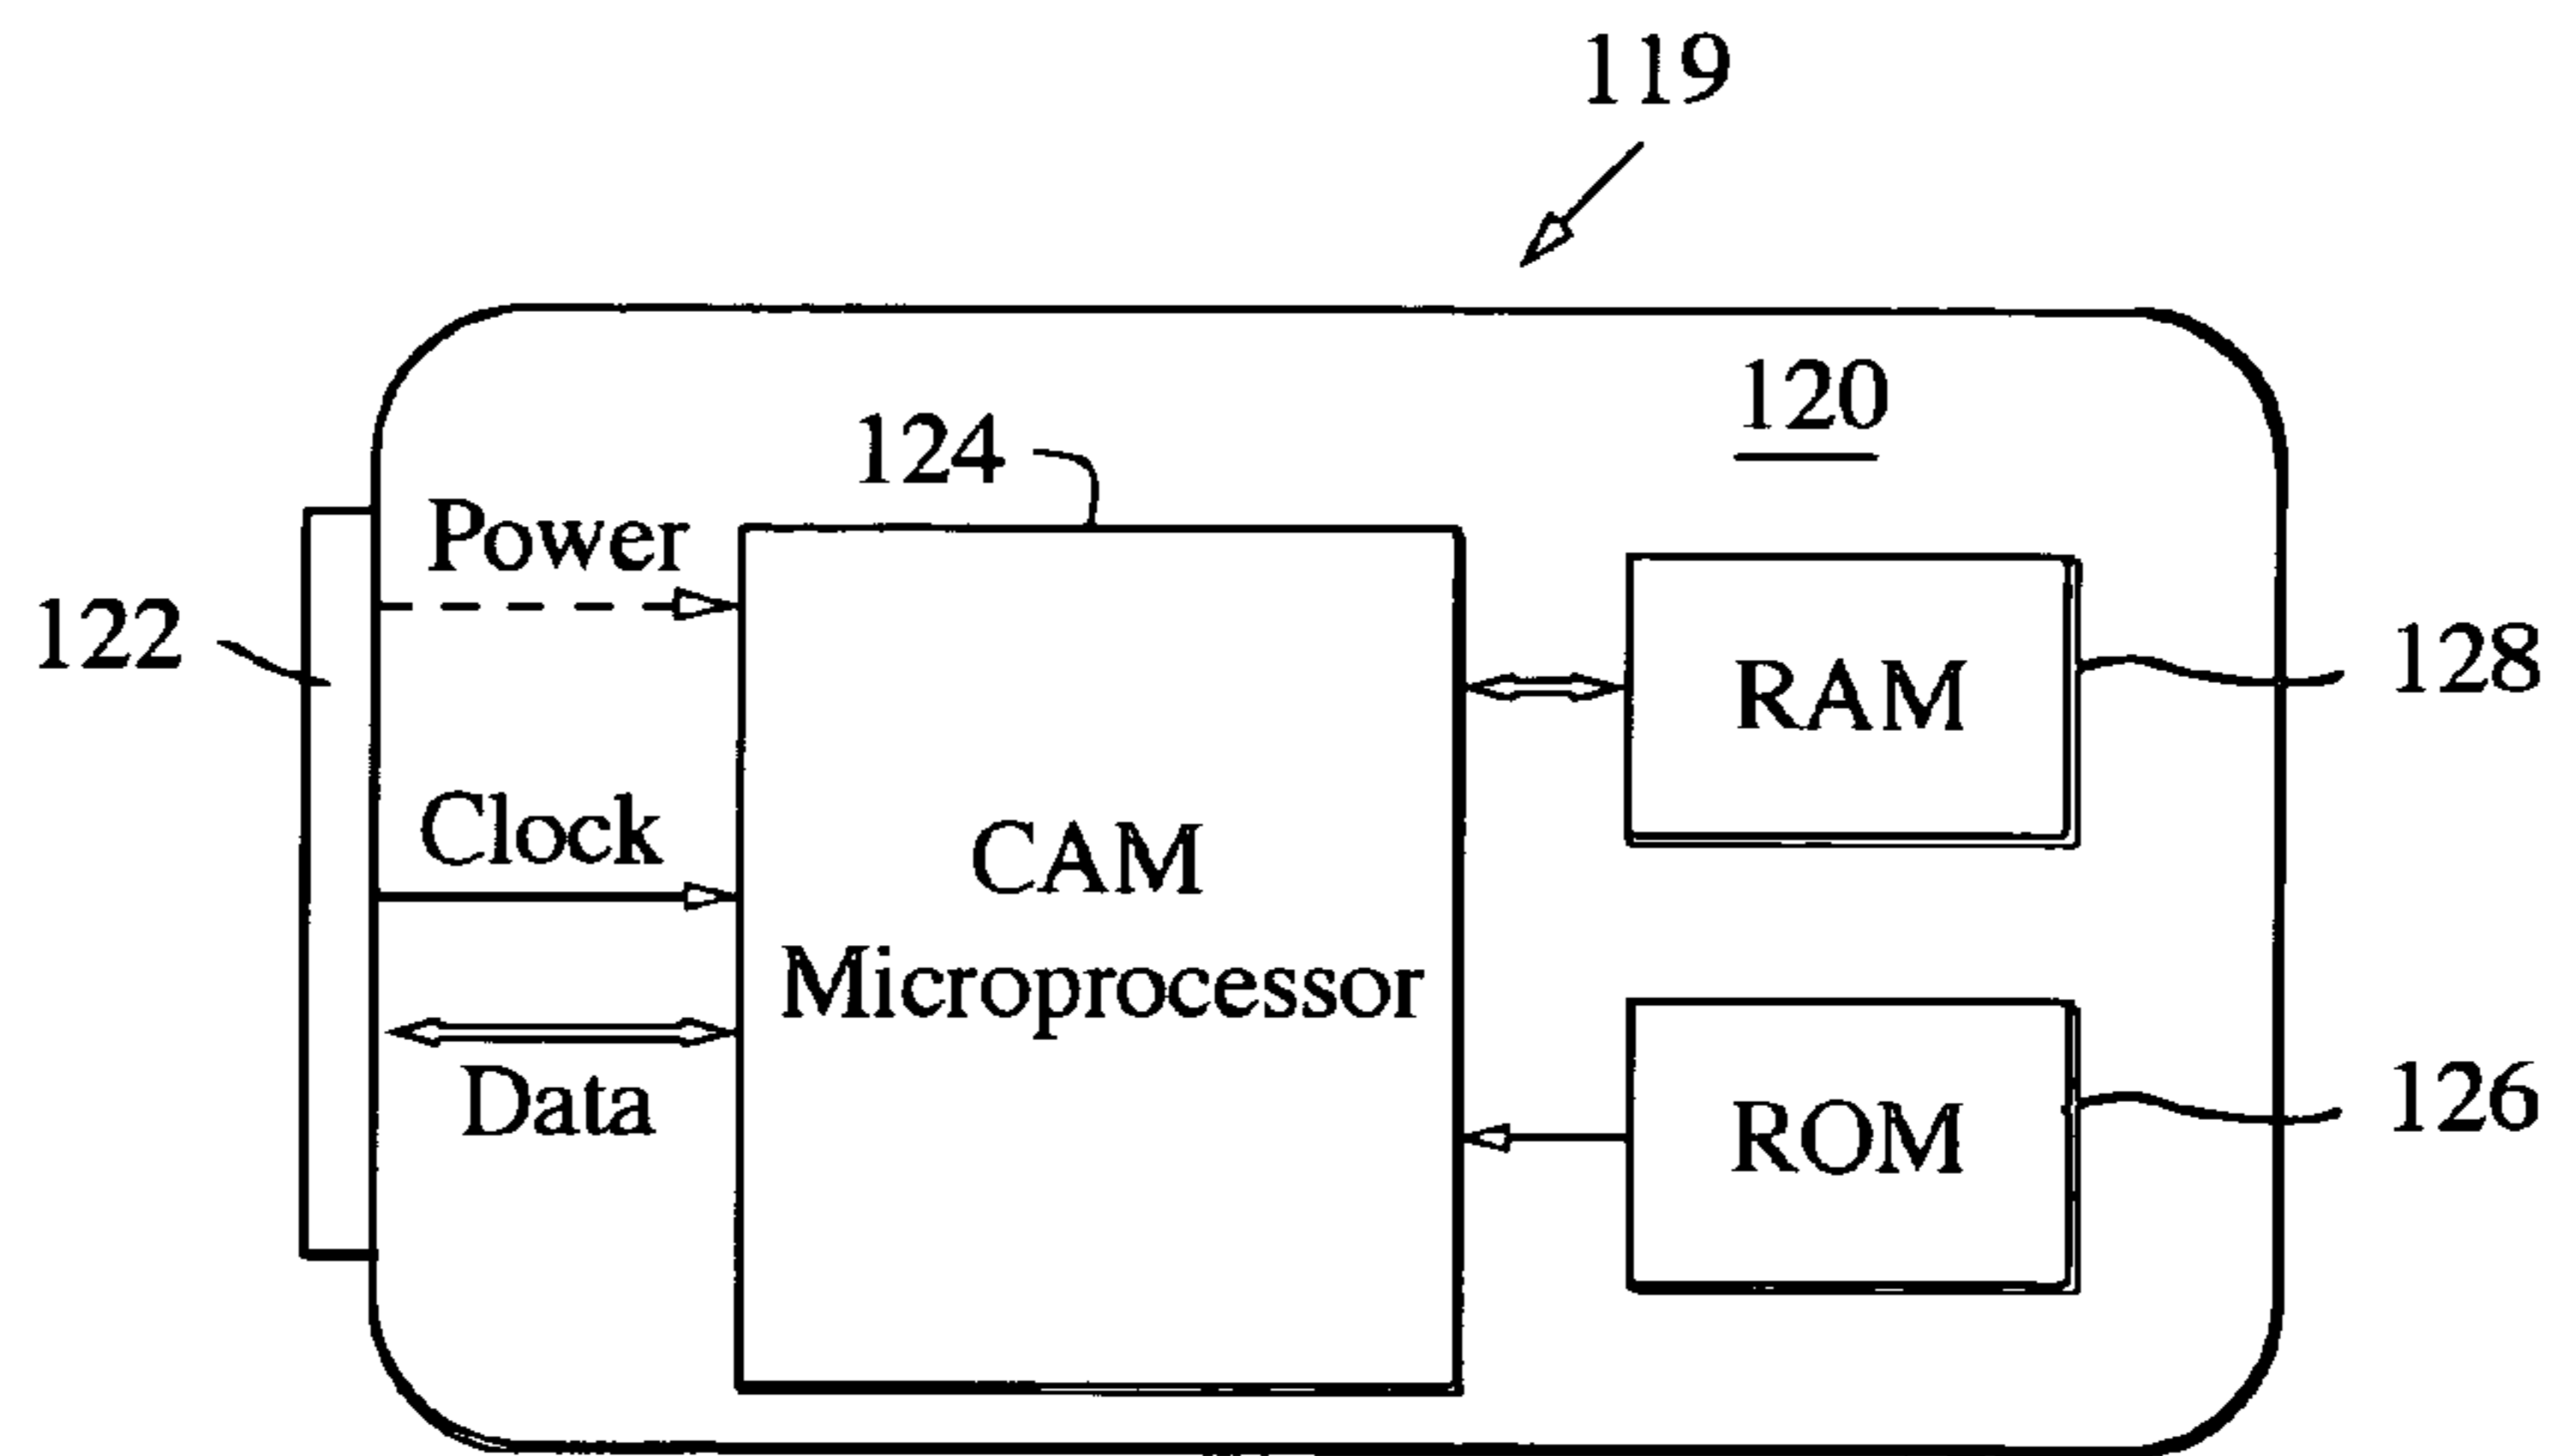 119
120
124
Power
122
RAM
128
Clock
CAM
Microprocessor
Data
ROM
126